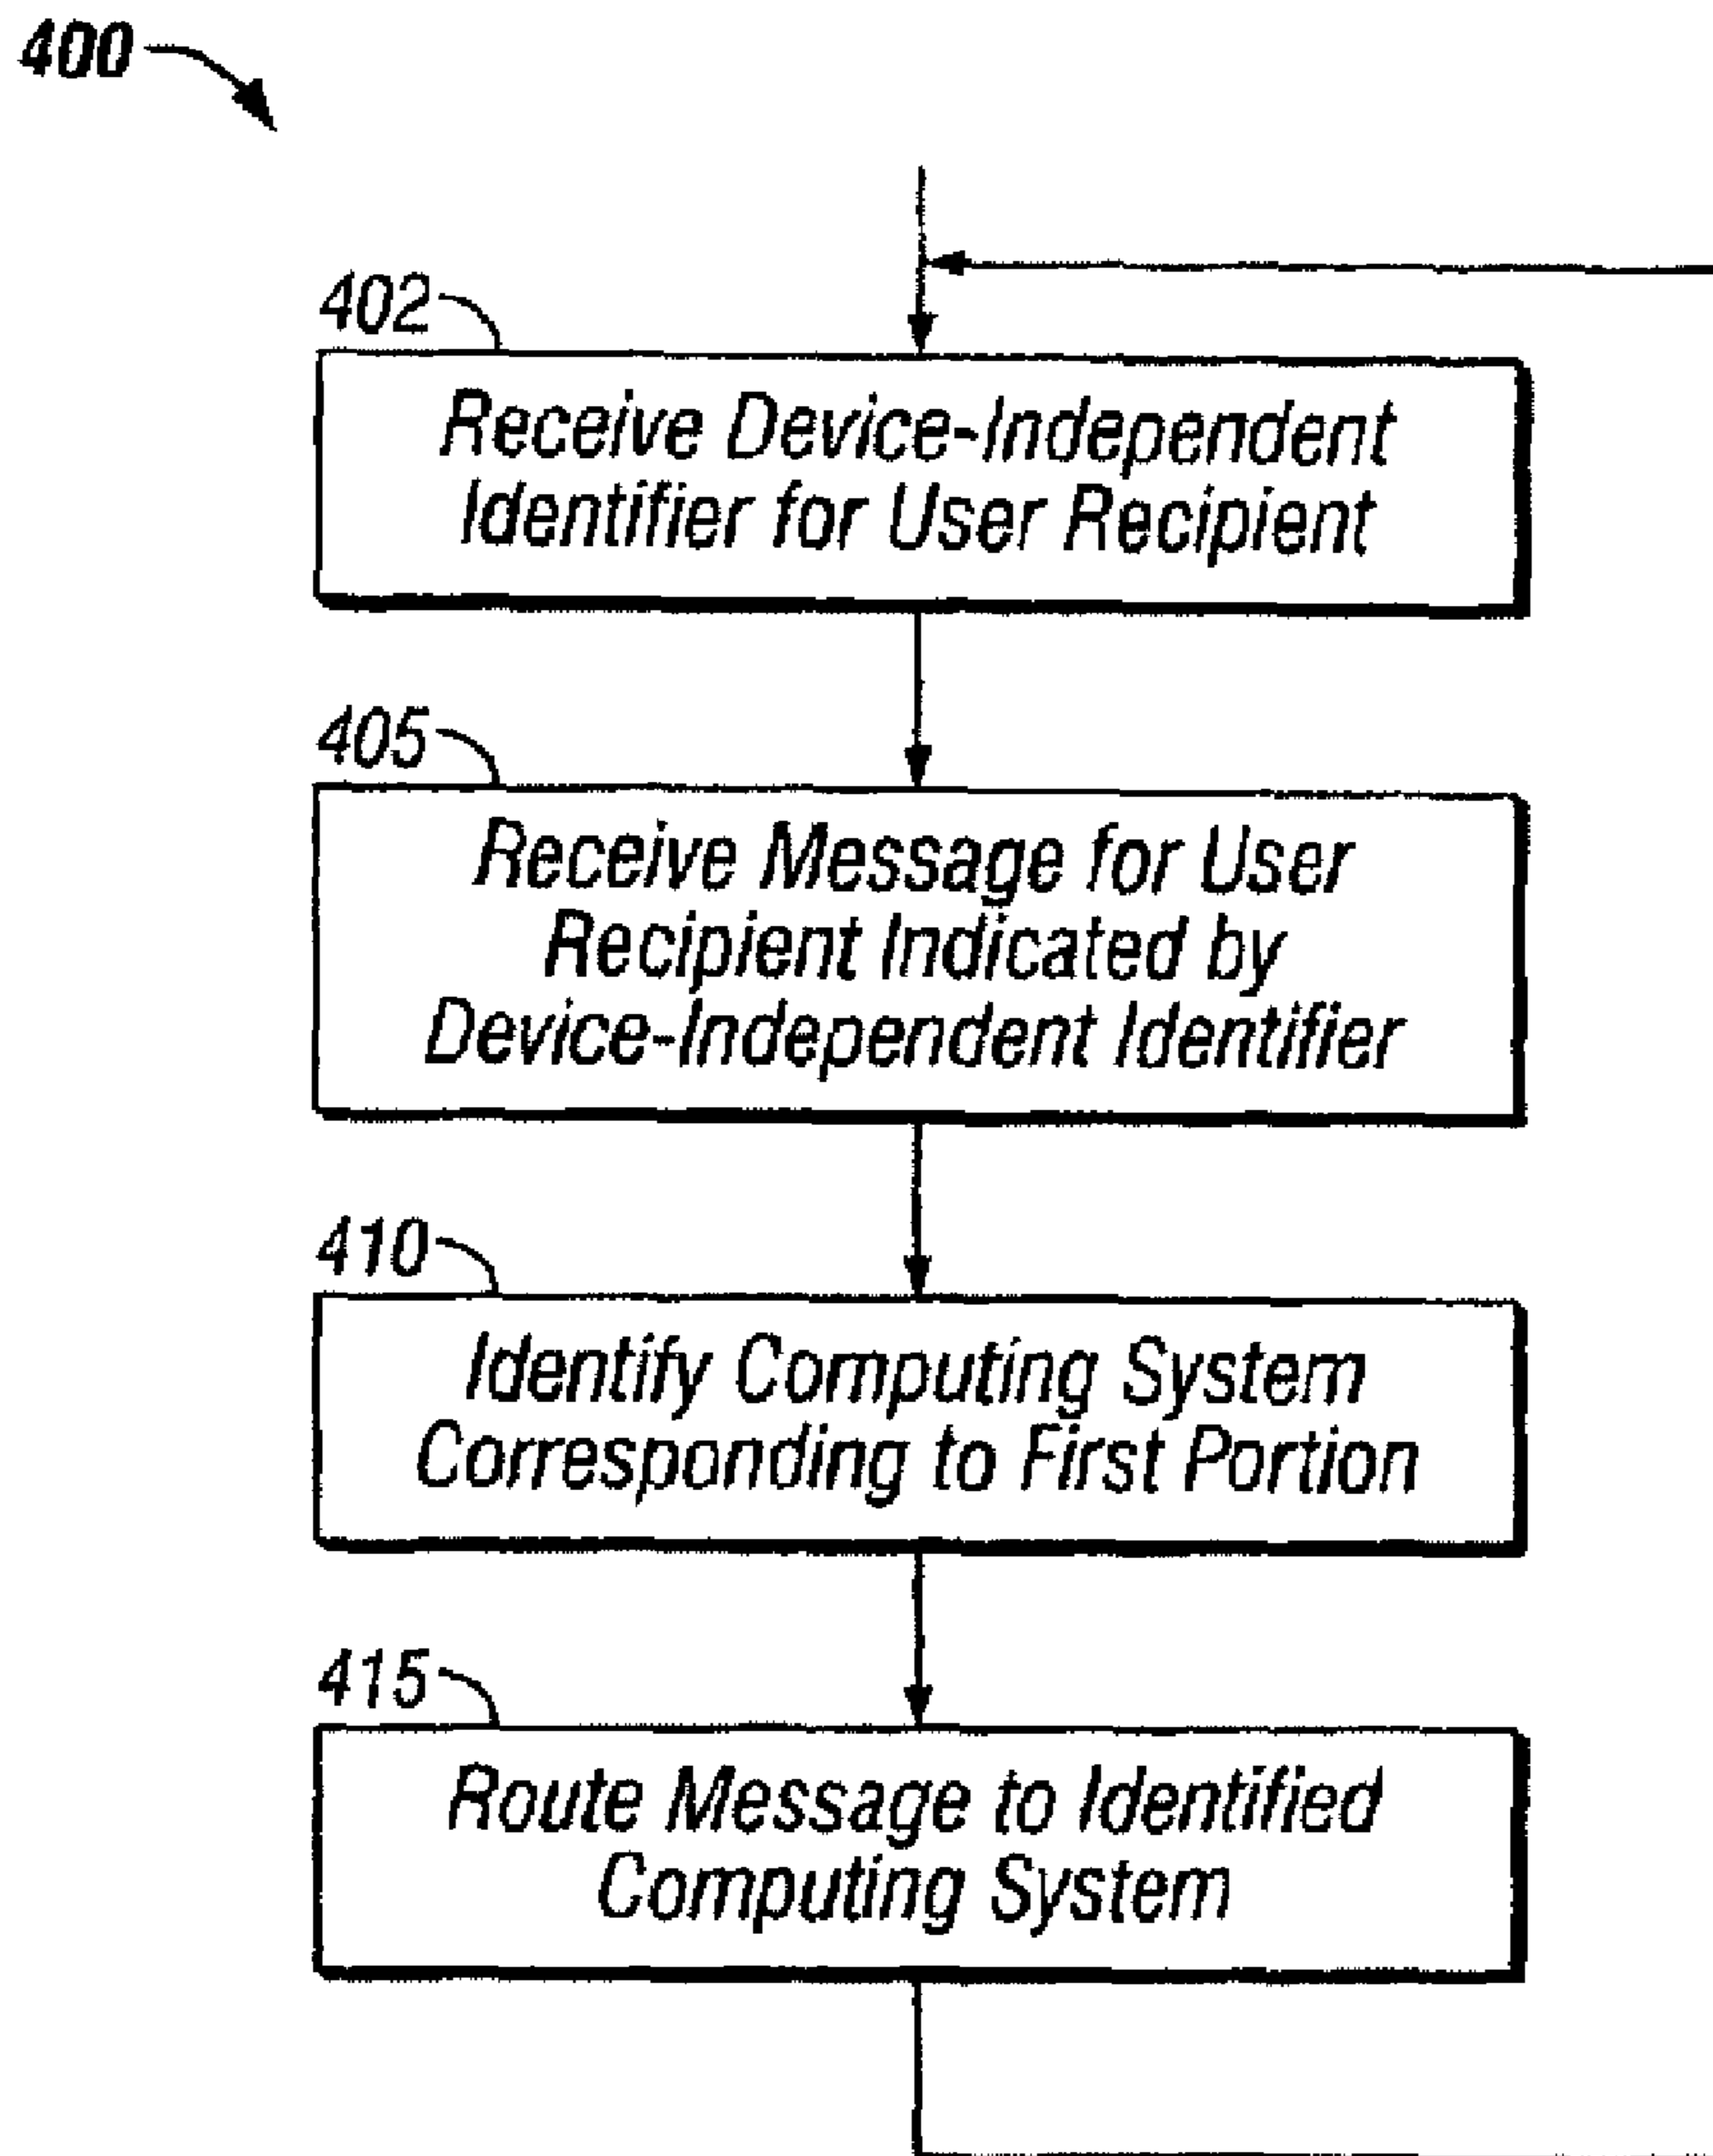 400
402
Receive Device-Independent
Identifier for User Recipient
405
Receive Message for User
Recipient Indicated by
Device-Independent Identifier
410
Identify Computing System
Corresponding to First Portion
415
Route Message to Identified
Computing System